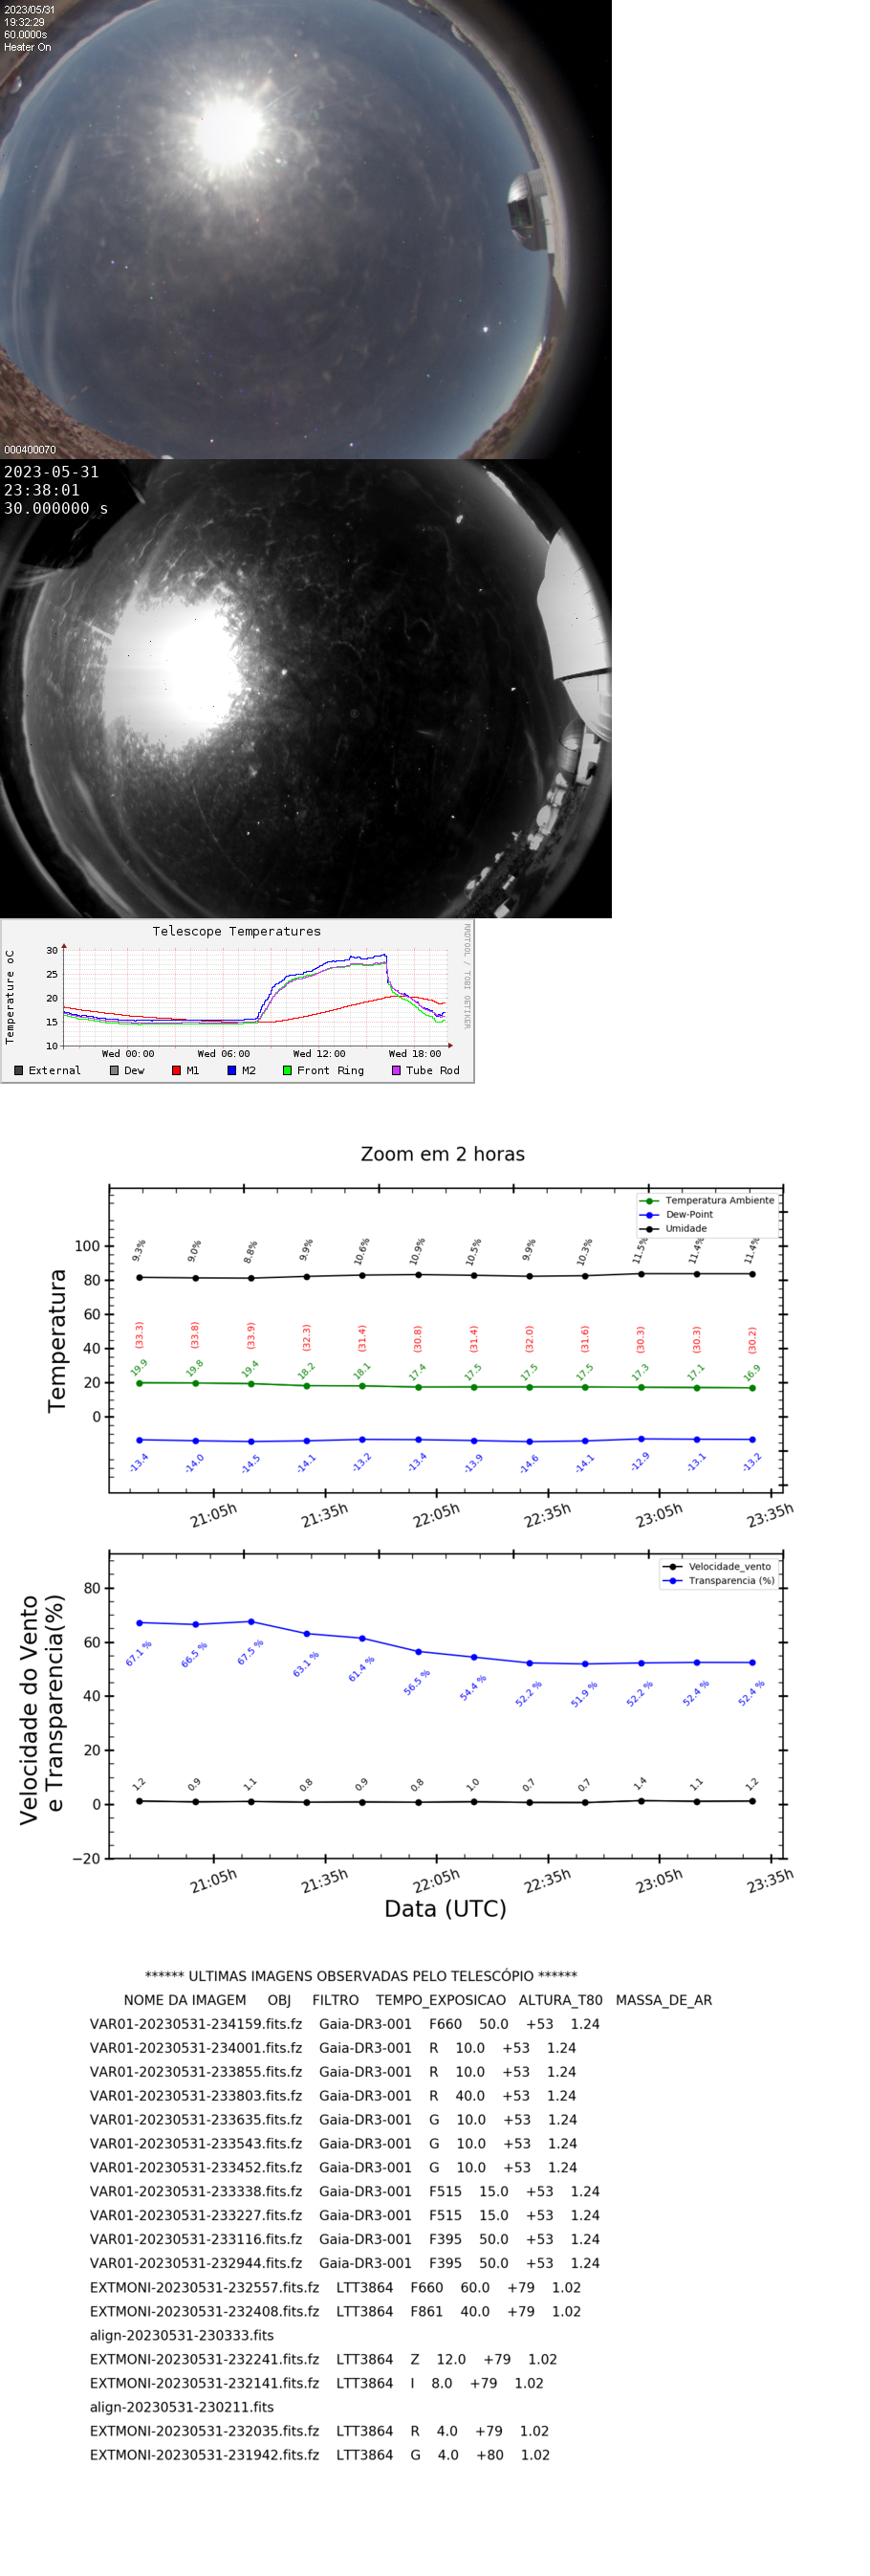 2023/05/31
19:32:29
60.0000s
Heater On
000400070
2023-05-31
23:38:01
30.000000 s
Telescope Temperatures
RRDTOOL / TOBI OETIKER
Temperature oC
30
25
20
15
10
Wed 00:00 Wed 06:00 Wed 12:00 Wed 18:00
External Dew M1 M2 Front Ring Tube Rod
Zoom em 2 horas
Temperatura Ambiente
Dew-Point
Umidade
Temperatura
100
80
60
40
20
0
9.3% 9.0% 8.8% 9.9% 10.6% 10.9% 10.5% 9.9% 10.3% 11.5% 11.4% 11.4%
(33.3) (33.8) (33.9) (32.3) (31.4) (30.8) (31.4) (32.0) (31.6) (30.3) (30.3) (30.2)
19.9 19.8 19.4 18.2 18.1 17.4 17.5 17.5 17.5 17.3 17.1 16.9
-13.4 -14.0 -14.5 -14.1 -13.2 -13.4 -13.9 -14.6 -14.1 -12.9 -13.1 -13.2
21:05h 21:35h 22:05h 22:35h 23:05h 23:35h
Velocidade_vento
Transparencia (%)
Velocidade do Vento
e Transparencia(%)
80
60
40
20
0
−20
67.1 % 66.5 % 67.5 % 63.1 % 61.4 % 56.5 % 54.4 % 52.2 % 51.9 % 52.2 % 52.4 % 52.4 %
1.2 0.9 1.1 0.8 0.9 0.8 1.0 0.7 0.7 1.4 1.1 1.2
21:05h 21:35h 22:05h 22:35h 23:05h 23:35h
Data (UTC)
****** ULTIMAS IMAGENS OBSERVADAS PELO TELESCÓPIO ******
NOME DA IMAGEM OBJ FILTRO TEMPO_EXPOSICAO ALTURA_T80 MASSA_DE_AR
VAR01-20230531-234159.fits.fz Gaia-DR3-001 F660 50.0 +53 1.24
VAR01-20230531-234001.fits.fz Gaia-DR3-001 R 10.0 +53 1.24
VAR01-20230531-233855.fits.fz Gaia-DR3-001 R 10.0 +53 1.24
VAR01-20230531-233803.fits.fz Gaia-DR3-001 R 40.0 +53 1.24
VAR01-20230531-233635.fits.fz Gaia-DR3-001 G 10.0 +53 1.24
VAR01-20230531-233543.fits.fz Gaia-DR3-001 G 10.0 +53 1.24
VAR01-20230531-233452.fits.fz Gaia-DR3-001 G 10.0 +53 1.24
VAR01-20230531-233338.fits.fz Gaia-DR3-001 F515 15.0 +53 1.24
VAR01-20230531-233227.fits.fz Gaia-DR3-001 F515 15.0 +53 1.24
VAR01-20230531-233116.fits.fz Gaia-DR3-001 F395 50.0 +53 1.24
VAR01-20230531-232944.fits.fz Gaia-DR3-001 F395 50.0 +53 1.24
EXTMONI-20230531-232557.fits.fz LTT3864 F660 60.0 +79 1.02
EXTMONI-20230531-232408.fits.fz LTT3864 F861 40.0 +79 1.02
align-20230531-230333.fits
EXTMONI-20230531-232241.fits.fz LTT3864 Z 12.0 +79 1.02
EXTMONI-20230531-232141.fits.fz LTT3864 I 8.0 +79 1.02
align-20230531-230211.fits
EXTMONI-20230531-232035.fits.fz LTT3864 R 4.0 +79 1.02
EXTMONI-20230531-231942.fits.fz LTT3864 G 4.0 +80 1.02